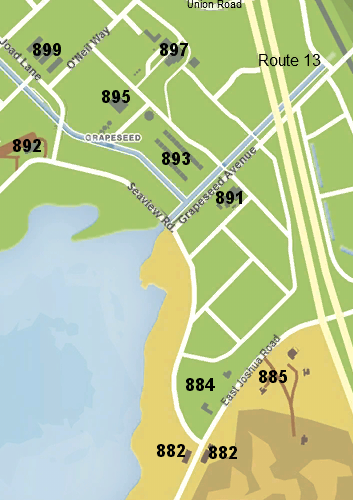 Union Road
Joad Lane
899
O'Neil Way
897
Route 13
895
GRAPESEED
892
893
Grapeseed Avenue
Seaview Rd.
891
East Joshua Road
884
885
882
882